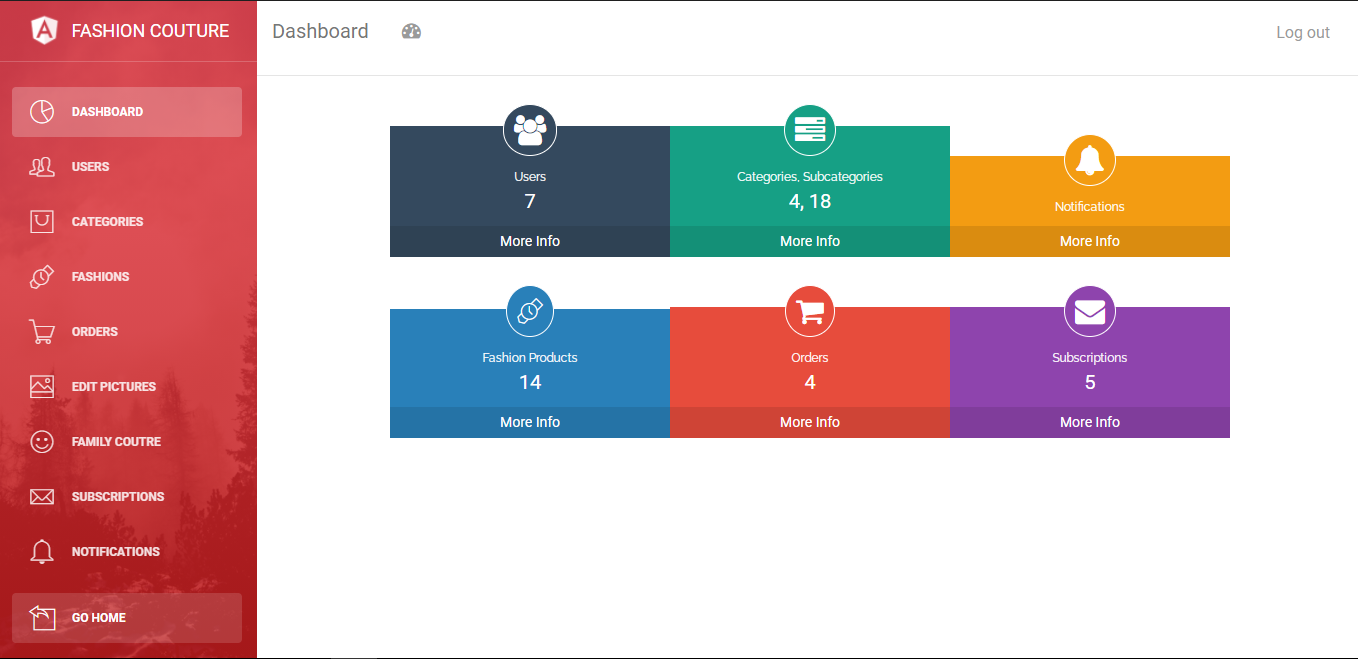 FASHION COUTURE
Dashboard
Log out
DASHBOARD
USERS
CATEGORIES
FASHIONS
ORDERS
EDIT PICTURES
FAMILY COUTRE
SUBSCRIPTIONS
NOTIFICATIONS
GO HOME
Users
7
More Info
Categories, Subcategories
4, 18
More Info
Notifications
More Info
Fashion Products
14
More Info
Orders
4
More Info
Subscriptions
5
More Info